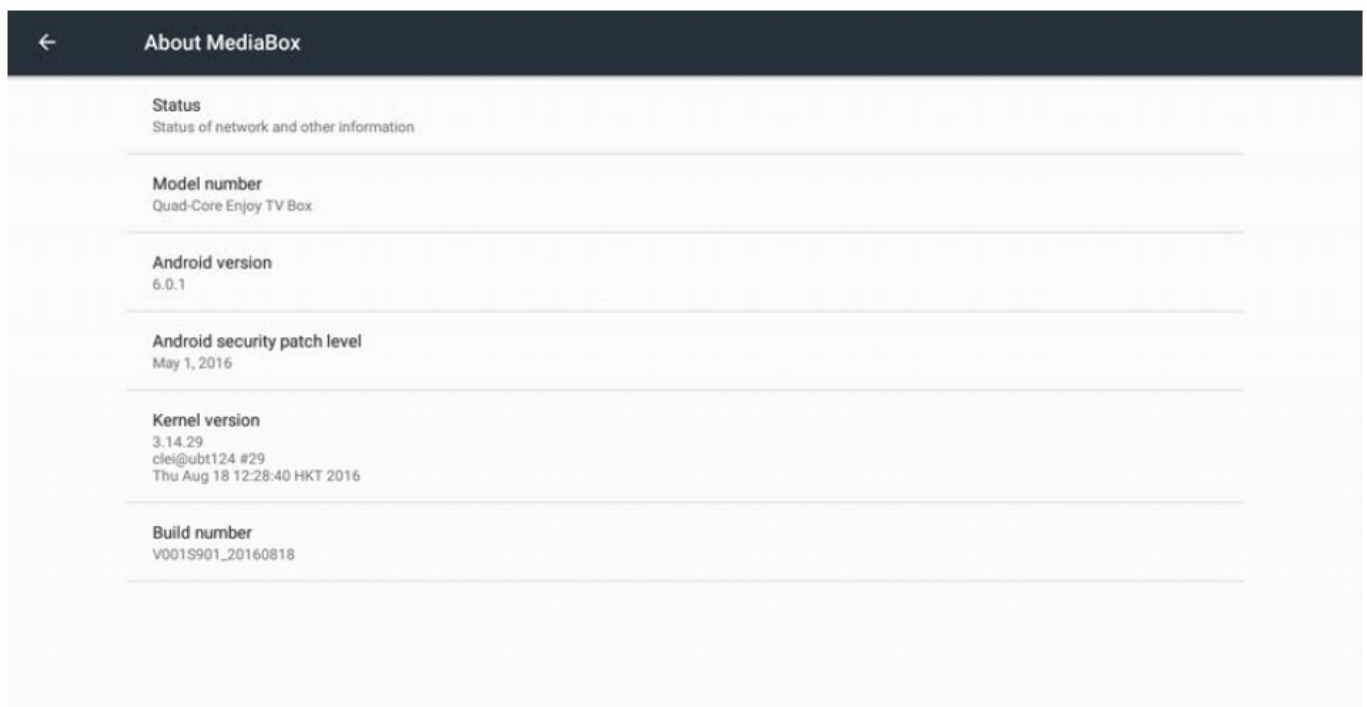 About MediaBox
Status
Status of network and other information
Model number
Quad-Core Enjoy TV Box
Android version
6.0.1
Android security patch level
May 1, 2016
Kernel version
3.14.29
clei@ubt124 #29
Thu Aug 18 12:28:40 HKT 2016
Build number
V001S901_20160818